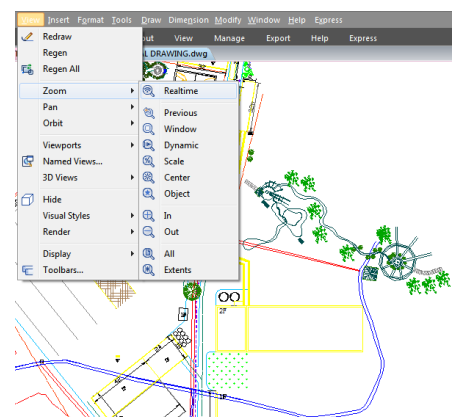 View Insert Format Tools Draw Dimension Modify Window Help Express
out View Manage Export Help Express
L DRAWING.dwg
Redraw
Regen
Regen All
Zoom
Pan
Orbit
Viewports
Named Views...
3D Views
Hide
Visual Styles
Render
Display
Toolbars...
Realtime
Previous
Window
Dynamic
Scale
Center
Object
In
Out
All
Extents
2F